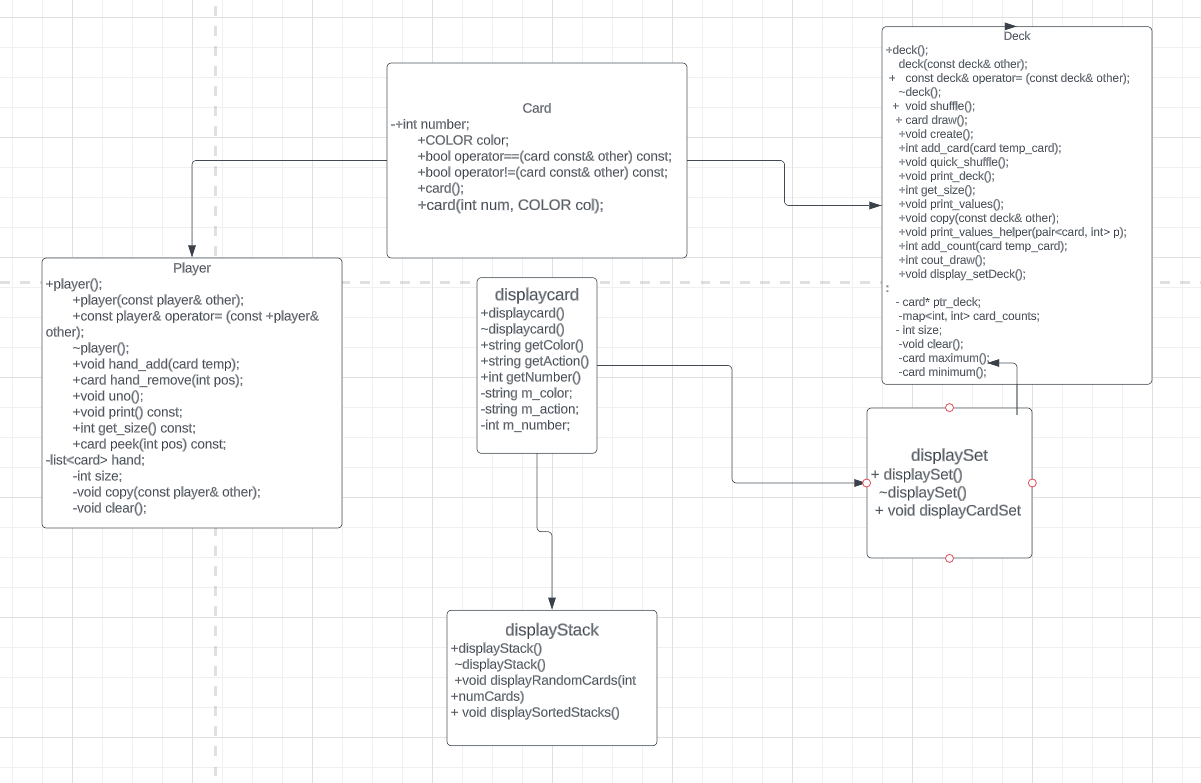 Deck
+deck();
deck(const deck& other);
+ const deck& operator= (const deck& other);
~deck();
+ void shuffle();
+ card draw();
+void create();
+int add_card(card temp_card);
+void quick_shuffle();
+void print_deck();
+int get_size();
+void print_values();
+void copy(const deck& other);
+void print_values_helper(pair<card, int> p);
+int add_count(card temp_card);
+int cout_draw();
+void display_setDeck();
:
- card* ptr_deck;
-map<int, int> card_counts;
- int size;
-void clear();
-card maximum();
-card minimum();
Card
-+int number;
+COLOR color;
+bool operator==(card const& other) const;
+bool operator!=(card const& other) const;
+card();
+card(int num, COLOR col);
Player
+player();
+player(const player& other);
+const player& operator= (const +player&
other);
~player();
+void hand_add(card temp);
+card hand_remove(int pos);
+void uno();
+void print() const;
+int get_size() const;
+card peek(int pos) const;
-list<card> hand;
-int size;
-void copy(const player& other);
-void clear();
displaycard
+displaycard()
~displaycard()
+string getColor()
+string getAction()
+int getNumber()
-string m_color;
-string m_action;
-int m_number;
displaySet
+ displaySet()
~displaySet()
+ void displayCardSet
displayStack
+displayStack()
~displayStack()
+void displayRandomCards(int
+numCards)
+ void displaySortedStacks()